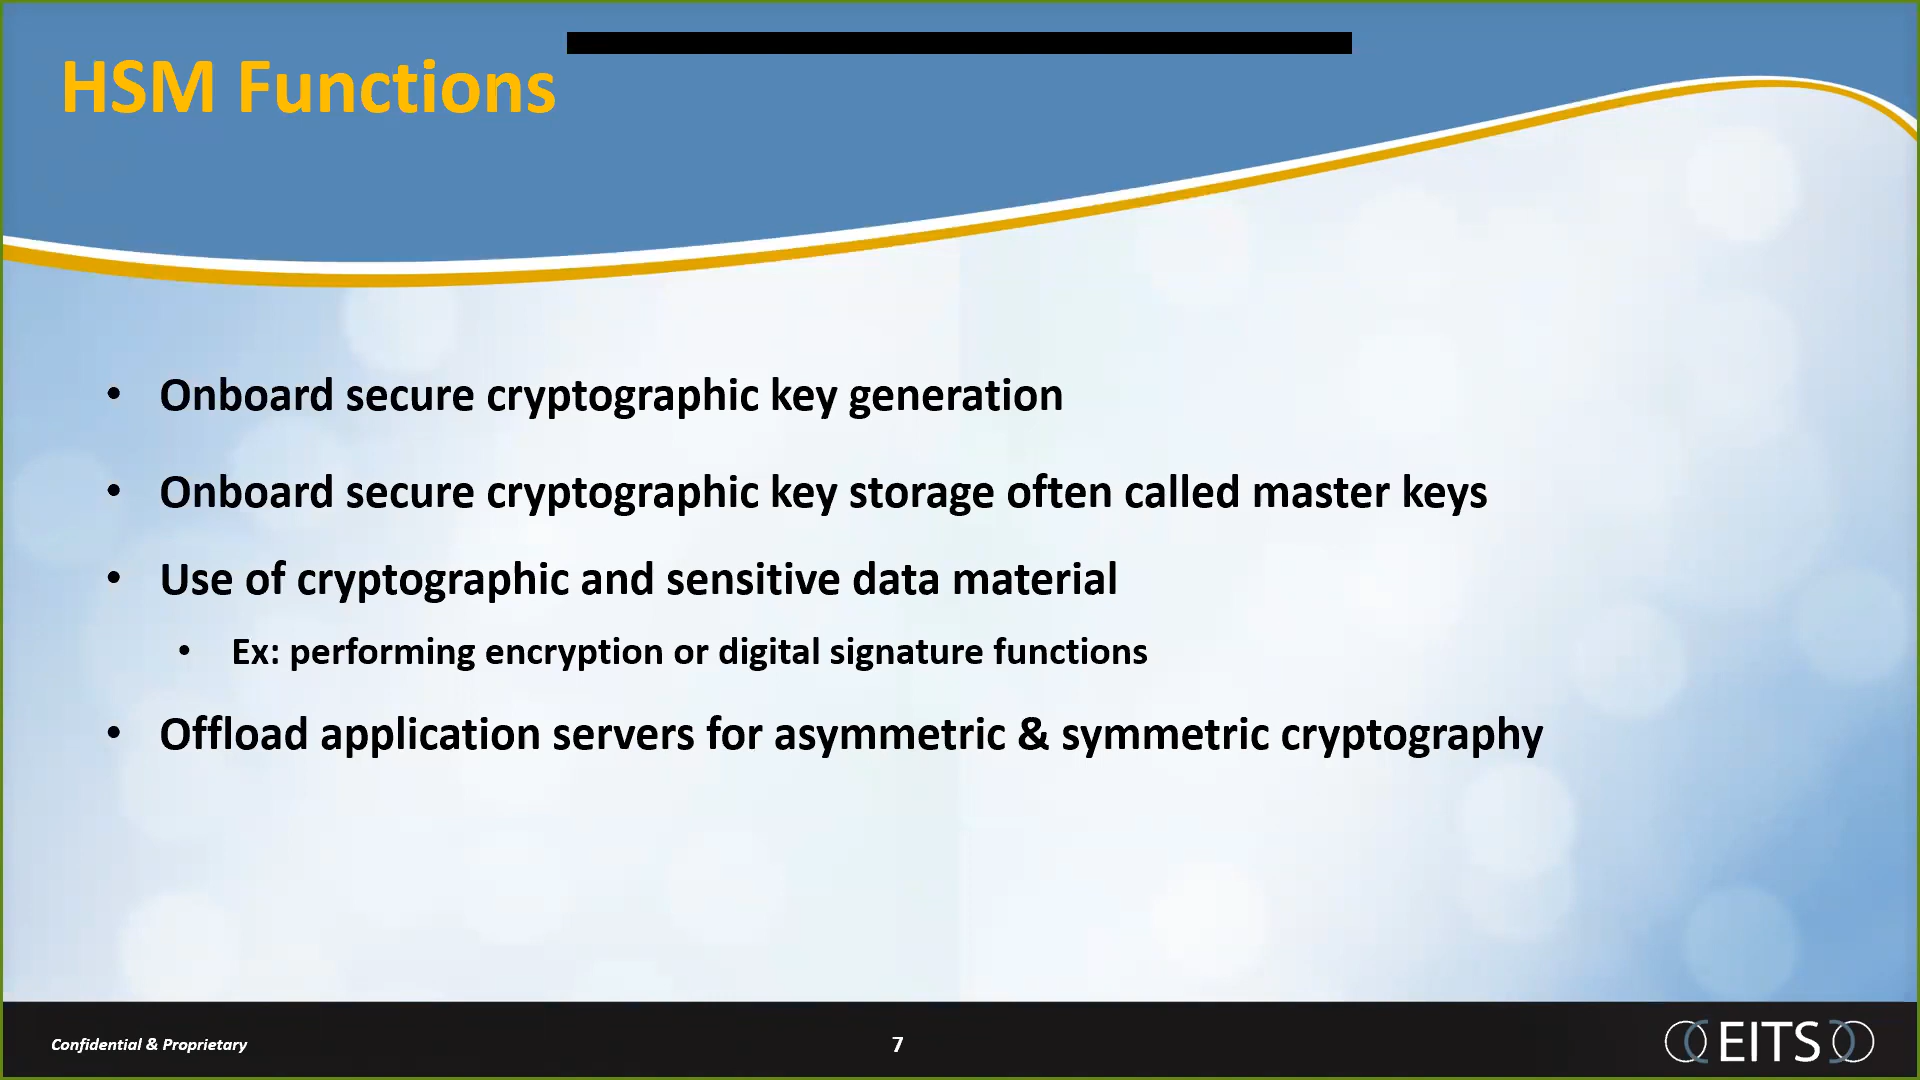 HSM Functions
• Onboard secure cryptographic key generation
• Onboard secure cryptographic key storage often called master keys
• Use of cryptographic and sensitive data material
• Ex: performing encryption or digital signature functions
• Offload application servers for asymmetric & symmetric cryptography
Confidential & Proprietary
7
EITS